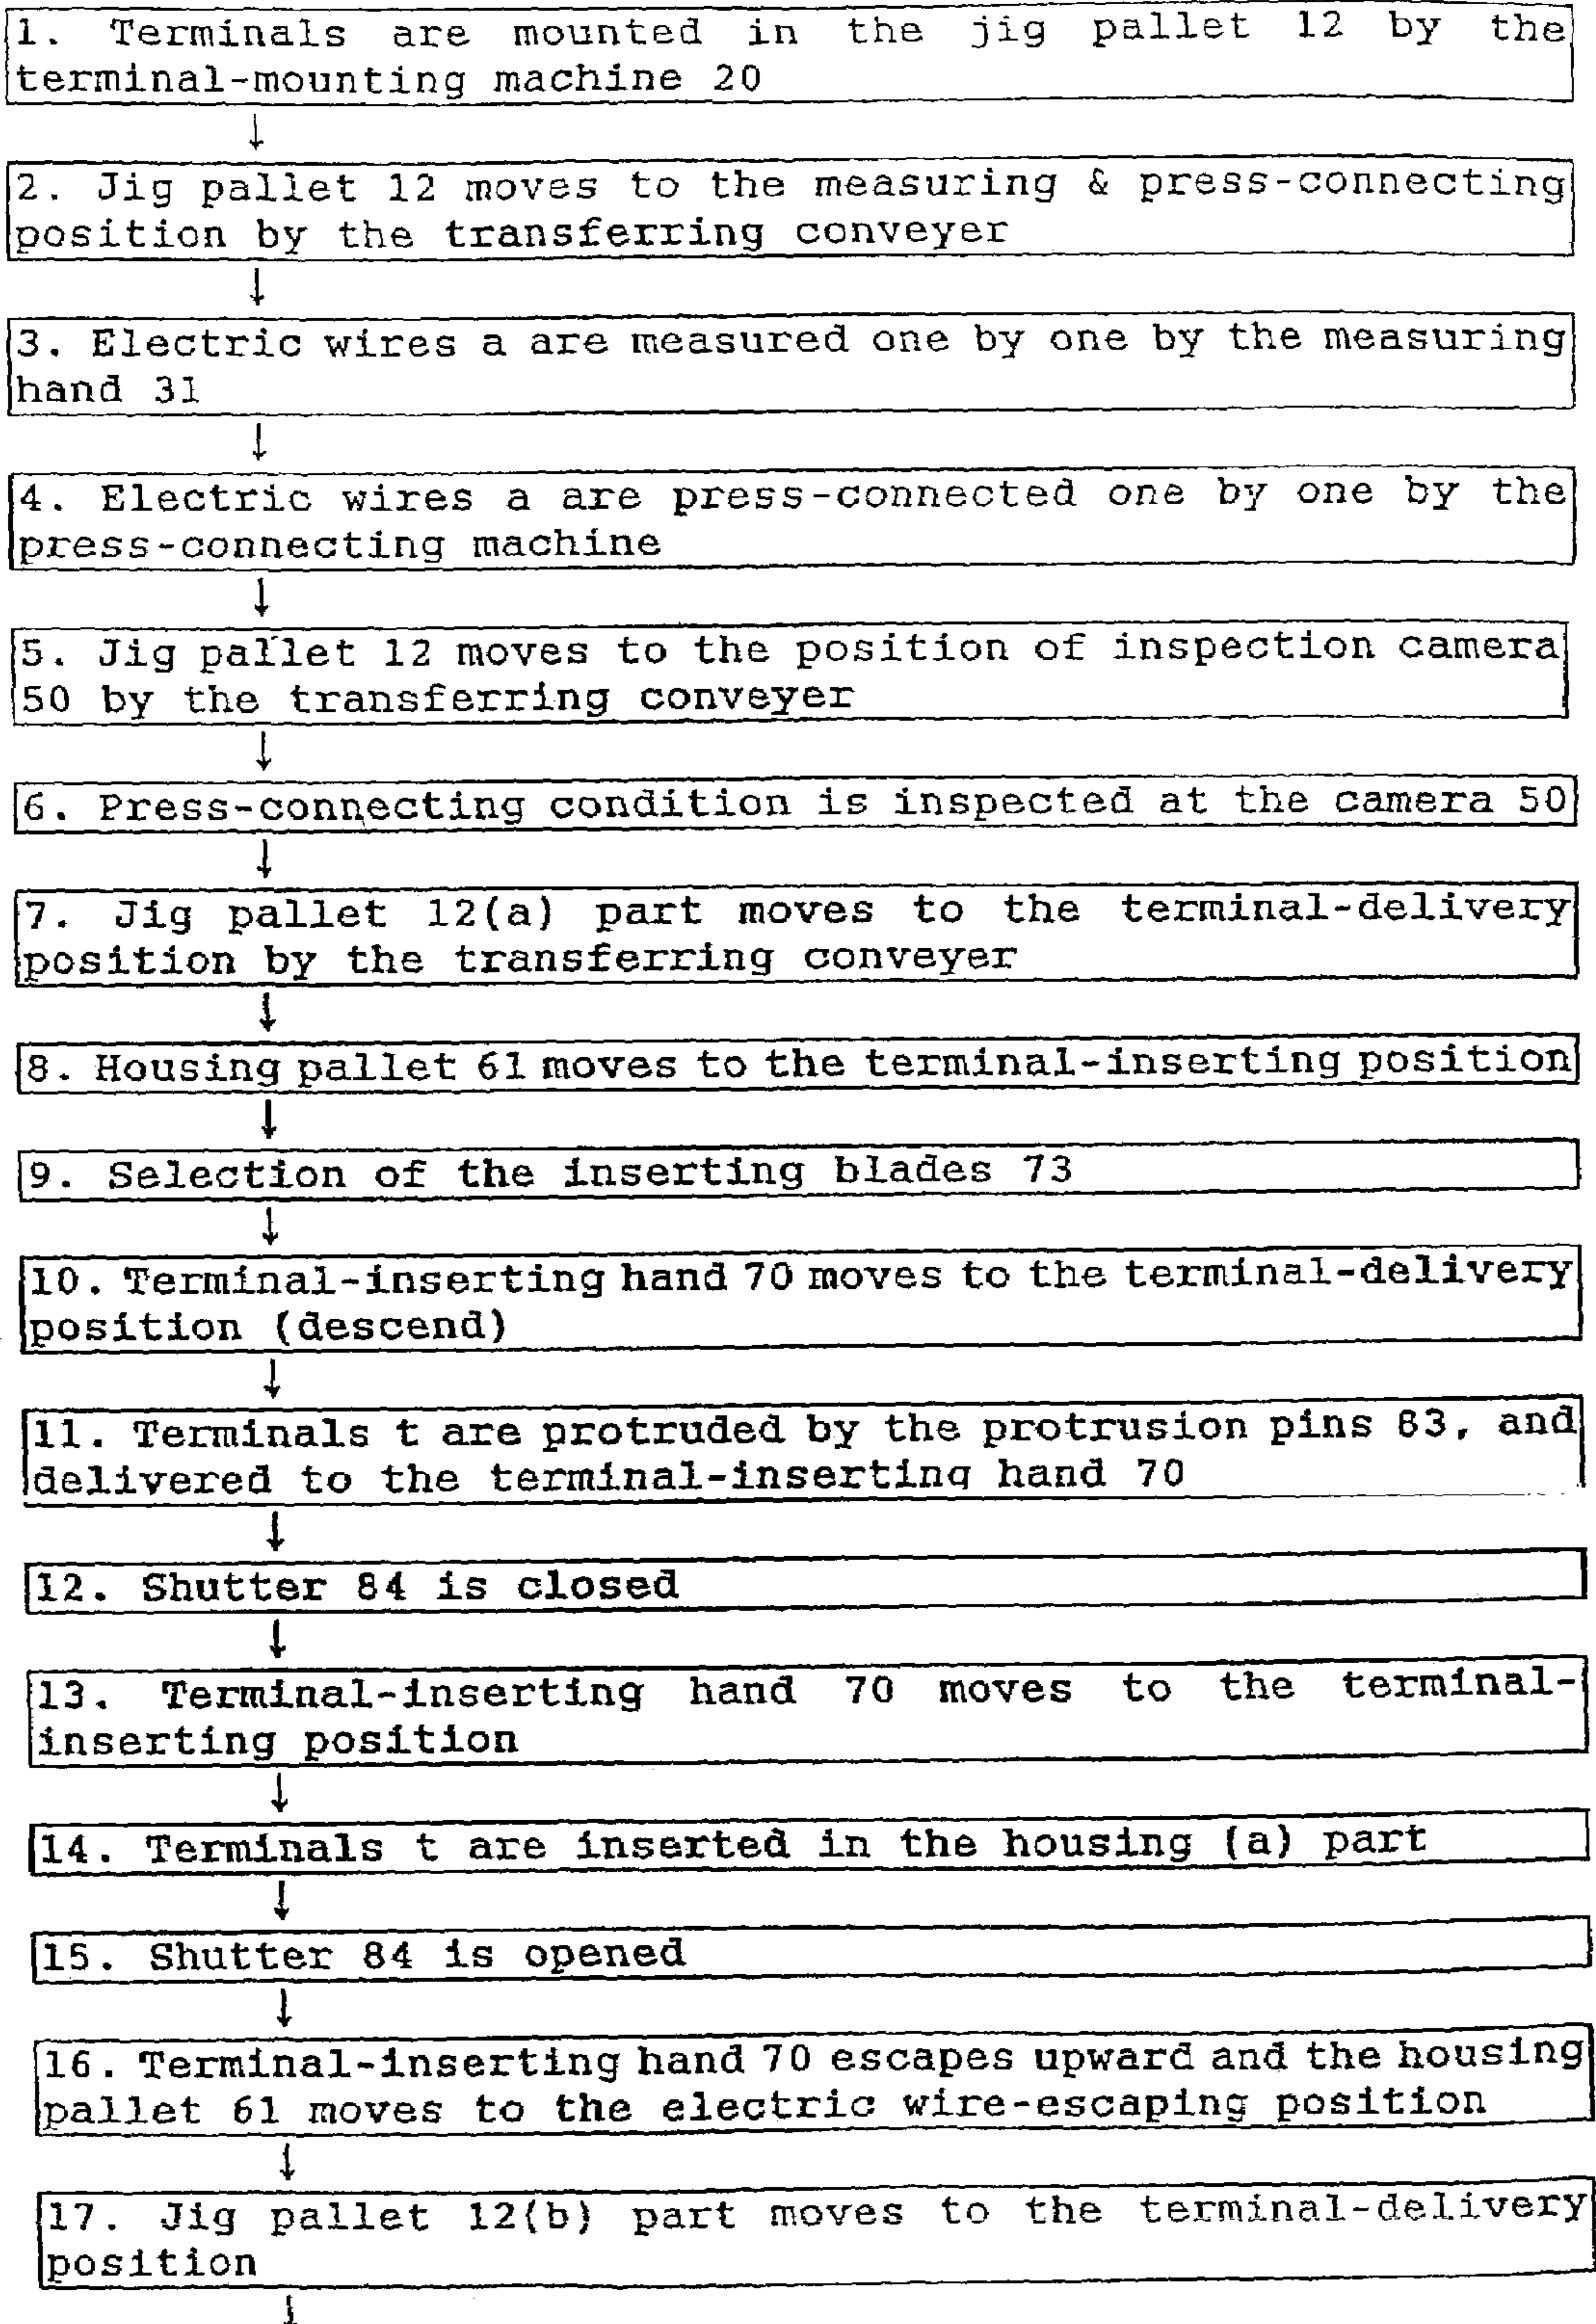 1. Terminals are mounted in the jig pallet 12 by the
terminal-mounting machine 20
↓
2. Jig pallet 12 moves to the measuring & press-connecting
position by the transferring conveyer
↓
3. Electric wires a are measured one by one by the measuring
hand 31
↓
4. Electric wires a are press-connected one by one by the
press-connecting machine
↓
5. Jig pallet 12 moves to the position of inspection camera
50 by the transferring conveyer
↓
6. Press-connecting condition is inspected at the camera 50
↓
7. Jig pallet 12(a) part moves to the terminal-delivery
position by the transferring conveyer
↓
8. Housing pallet 61 moves to the terminal-inserting position
↓
9. Selection of the inserting blades 73
↓
10. Terminal-inserting hand 70 moves to the terminal-delivery
position (descend)
↓
11. Terminals t are protruded by the protrusion pins 83, and
delivered to the terminal-inserting hand 70
↓
12. Shutter 84 is closed
↓
13. Terminal-inserting hand 70 moves to the terminal-
inserting position
↓
14. Terminals t are inserted in the housing (a) part
↓
15. Shutter 84 is opened
↓
16. Terminal-inserting hand 70 escapes upward and the housing
pallet 61 moves to the electric wire-escaping position
↓
17. Jig pallet 12(b) part moves to the terminal-delivery
position
↓